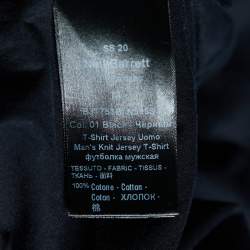 SS 20
Neil Barrett
Col. 01 Black - Чёрный
T-Shirt Jersey Uomo
Man's Knit Jersey T-Shirt
футболка мужская
TESSUTO - FABRIC - TISSUS -
ТКАНЬ - 面料
100% Cotone - Cotton -
Coton - ХЛОПОК -
棉